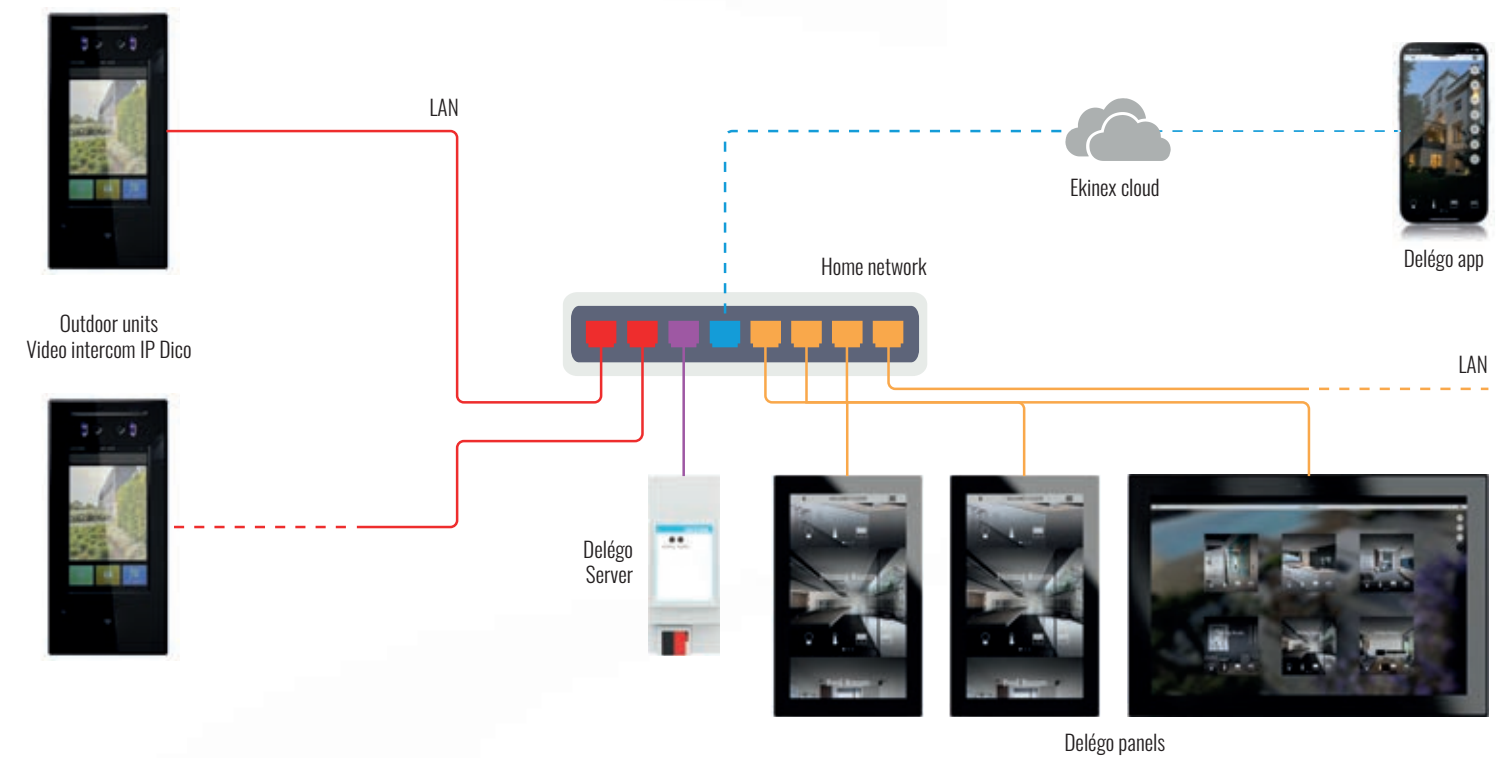 LAN
Ekinex cloud
Delégo app
Home network
Outdoor units
Video intercom IP Dico
LAN
Delégo
Server
Delégo panels